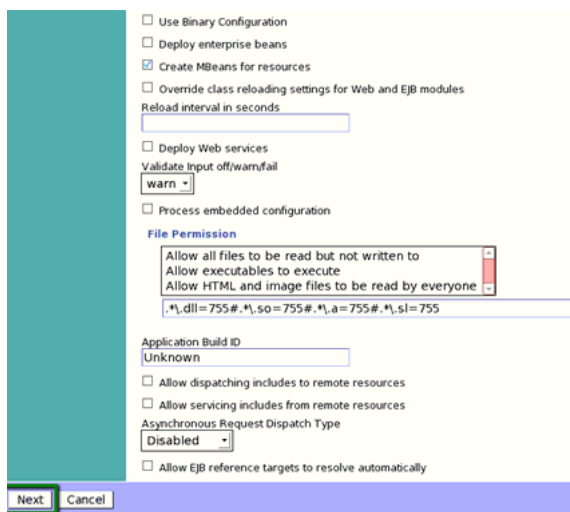 Use Binary Configuration
Deploy enterprise beans
Create MBeans for resources
Override class reloading settings for Web and EJB modules
Reload interval in seconds
Deploy Web services
Validate Input off/warn/fail
warn
Process embedded configuration
File Permission
Allow all files to be read but not written to
Allow executables to execute
Allow HTML and image files to be read by everyone
.*\.dll=755#.*\.so=755#.*\.a=755#.*\.sl=755
Application Build ID
Unknown
Allow dispatching includes to remote resources
Allow servicing includes from remote resources
Asynchronous Request Dispatch Type
Disabled
Allow EJB reference targets to resolve automatically
Next Cancel